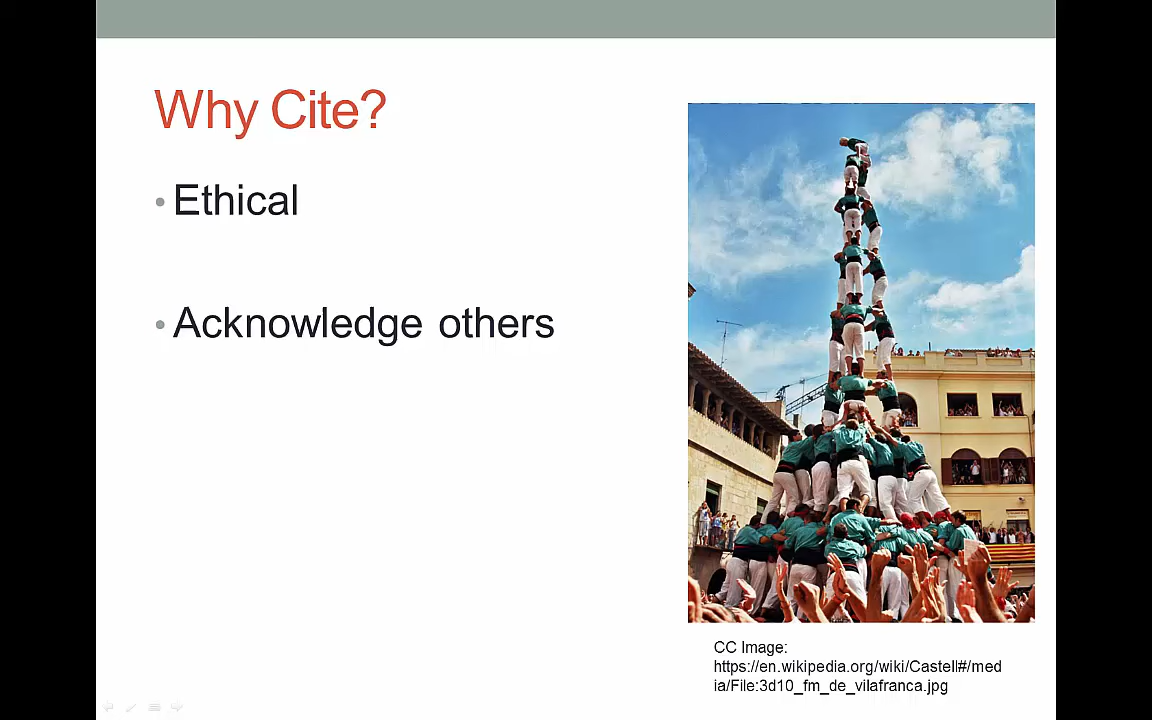 Why Cite?
• Ethical
• Acknowledge others
CC Image:
https://en.wikipedia.org/wiki/Castell#/med
ia/File:3d10_fm_de_vilafranca.jpg